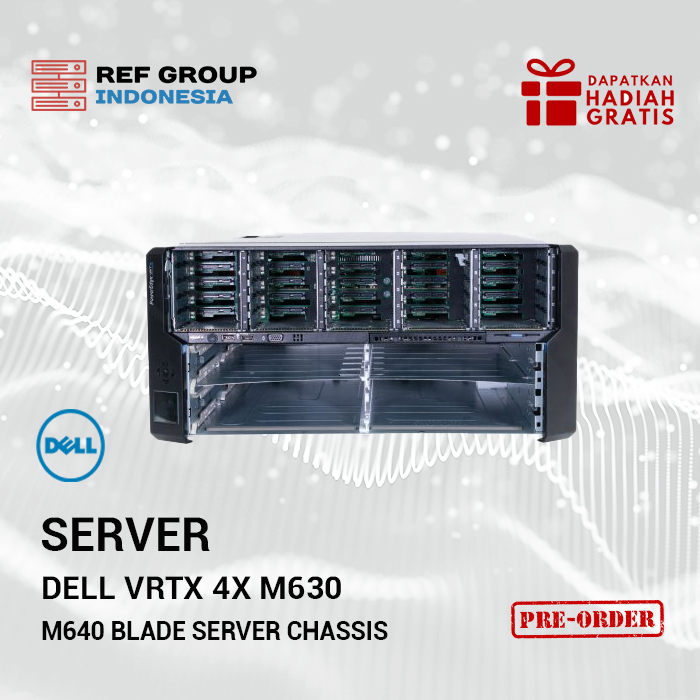 REF GROUP
INDONESIA
DAPATKAN
HADIAH
GRATIS
DELL
SERVER
DELL VRTX 4X M630
M640 BLADE SERVER CHASSIS
PRE-ORDER